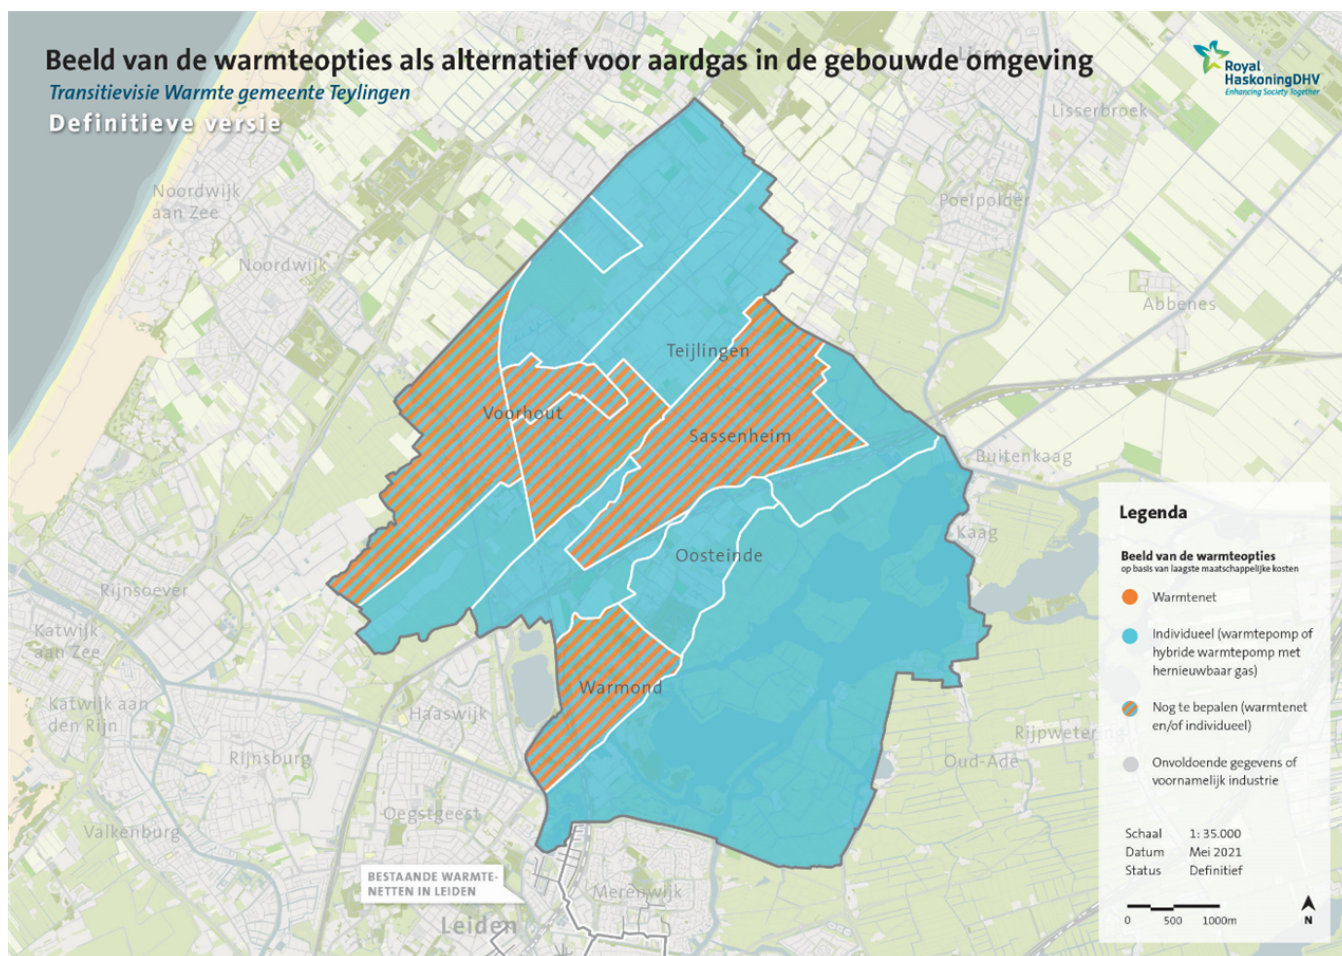 Beeld van de warmteopties als alternatief voor aardgas in de gebouwde omgeving
Transitievisie Warmte gemeente Teylingen
Definitieve versie
Royal
HaskoningDHV
Enhancing Society Together
Lisse
Lisserbroek
Noordwijk
aan Zee
Poelpolder
Noordwijk
Abbenes
Teijlingen
Voorhout
Sassenheim
Buitenkaag
Kaag
Oosteinde
Rijnsoever
Katwijk
aan Zee
Warmond
Katwijk aan
den Rijn
Haaswijk
Rijpwetering
Rijnsburg
Oud-Ade
Oegstgeest
Valkenburg
BESTAANDE WARMTE-
NETTEN IN LEIDEN
Merenwijk
Leiden
Legenda
Beeld van de warmteopties
op basis van laagste maatschappelijke kosten
Warmtenet
Individueel (warmtepomp of
hybride warmtepomp met
hernieuwbaar gas)
Nog te bepalen (warmtenet
en/of individueel)
Onvoldoende gegevens of
voornamelijk industrie
Schaal 1: 35.000
Datum Mei 2021
Status Definitief
0 500 1000m
N